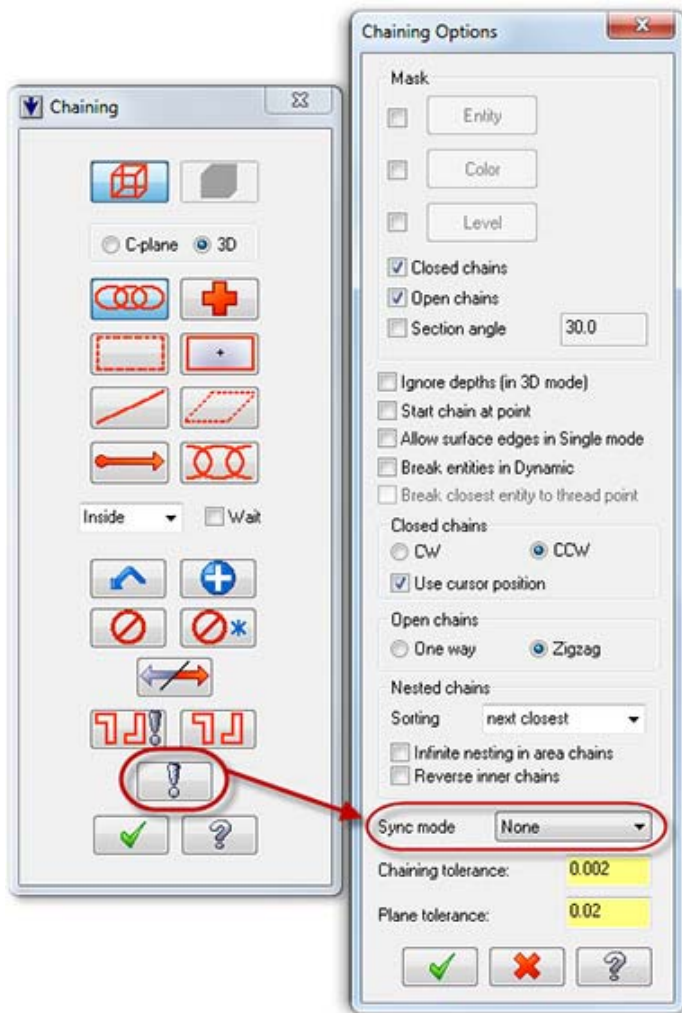 Chaining
C-plane 3D
Inside Wait
Chaining Options
Mask
Entity
Color
Level
Closed chains
Open chains
Section angle 30.0
Ignore depths (in 3D mode)
Start chain at point
Allow surface edges in Single mode
Break entities in Dynamic
Break closest entity to thread point
Closed chains
CW CCW
Use cursor position
Open chains
One way Zigzag
Nested chains
Sorting next closest
Infinite nesting in area chains
Reverse inner chains
Sync mode None
Chaining tolerance: 0.002
Plane tolerance: 0.02